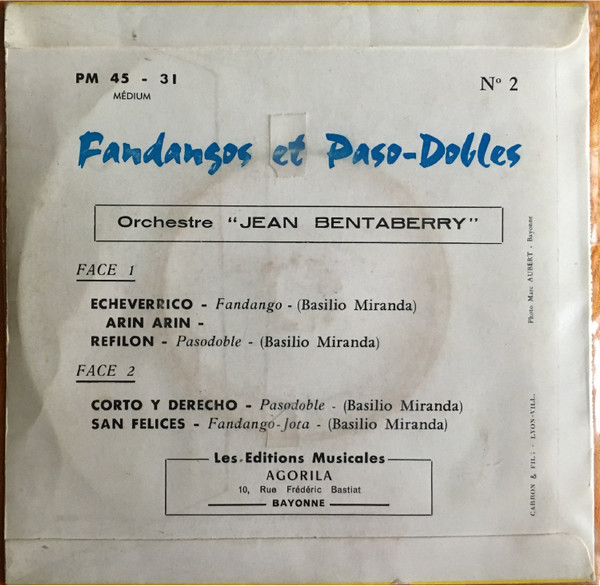 PM 45 - 31
MÉDIUM
Nº 2
Fandangos et Paso-Dobles
Orchestre "JEAN BENTABERRY"
FACE 1
ECHEVERRICO - Fandango - (Basilio Miranda)
ARIN ARIN -
REFILON - Pasodoble - (Basilio Miranda)
FACE 2
CORTO Y DERECHO - Pasodoble - (Basilio Miranda)
SAN FELICES - Fandango-Jota - (Basilio Miranda)
Les Editions Musicales
AGORILA
10, Rue Frédéric Bastiat
BAYONNE
Photo Marc AUBERT - Bayonne
CARRON & FIL: - LYON-VILL.